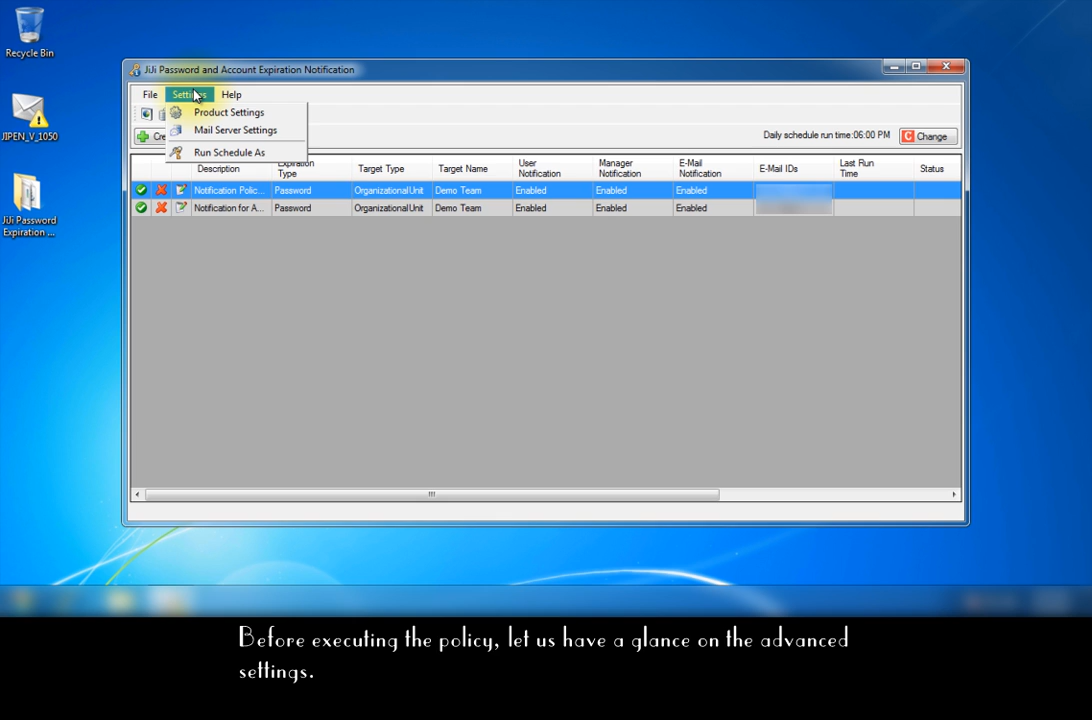 Recycle Bin
JIPEN_V_1050
JiJi Password
Expiration ...
JiJi Password and Account Expiration Notification
File Settings Help
Product Settings
Mail Server Settings
Run Schedule As
Daily schedule run time:06:00 PM Change
Description Expiration Type Target Type Target Name User Notification Manager Notification E-Mail Notification E-Mail IDs Last Run Time Status
Notification Polic... Password OrganizationalUnit Demo Team Enabled Enabled Enabled
Notification for A... Password OrganizationalUnit Demo Team Enabled Enabled Enabled
Before executing the policy, let us have a glance on the advanced
settings.